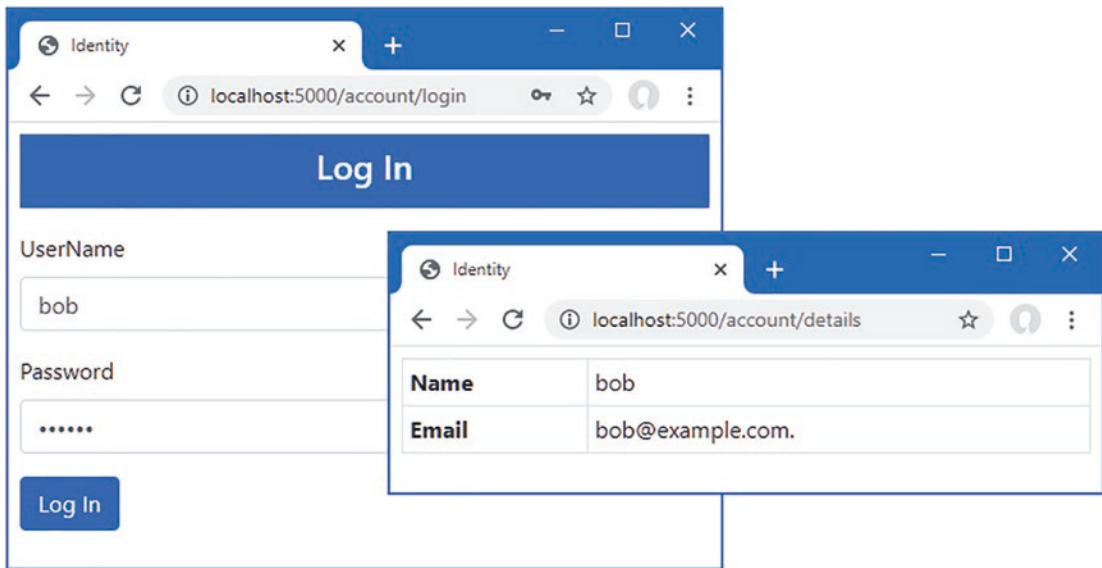 Identity
localhost:5000/account/login
Log In
UserName
bob
Password
••••••
Log In
Identity
localhost:5000/account/details
Name bob
Email bob@example.com.